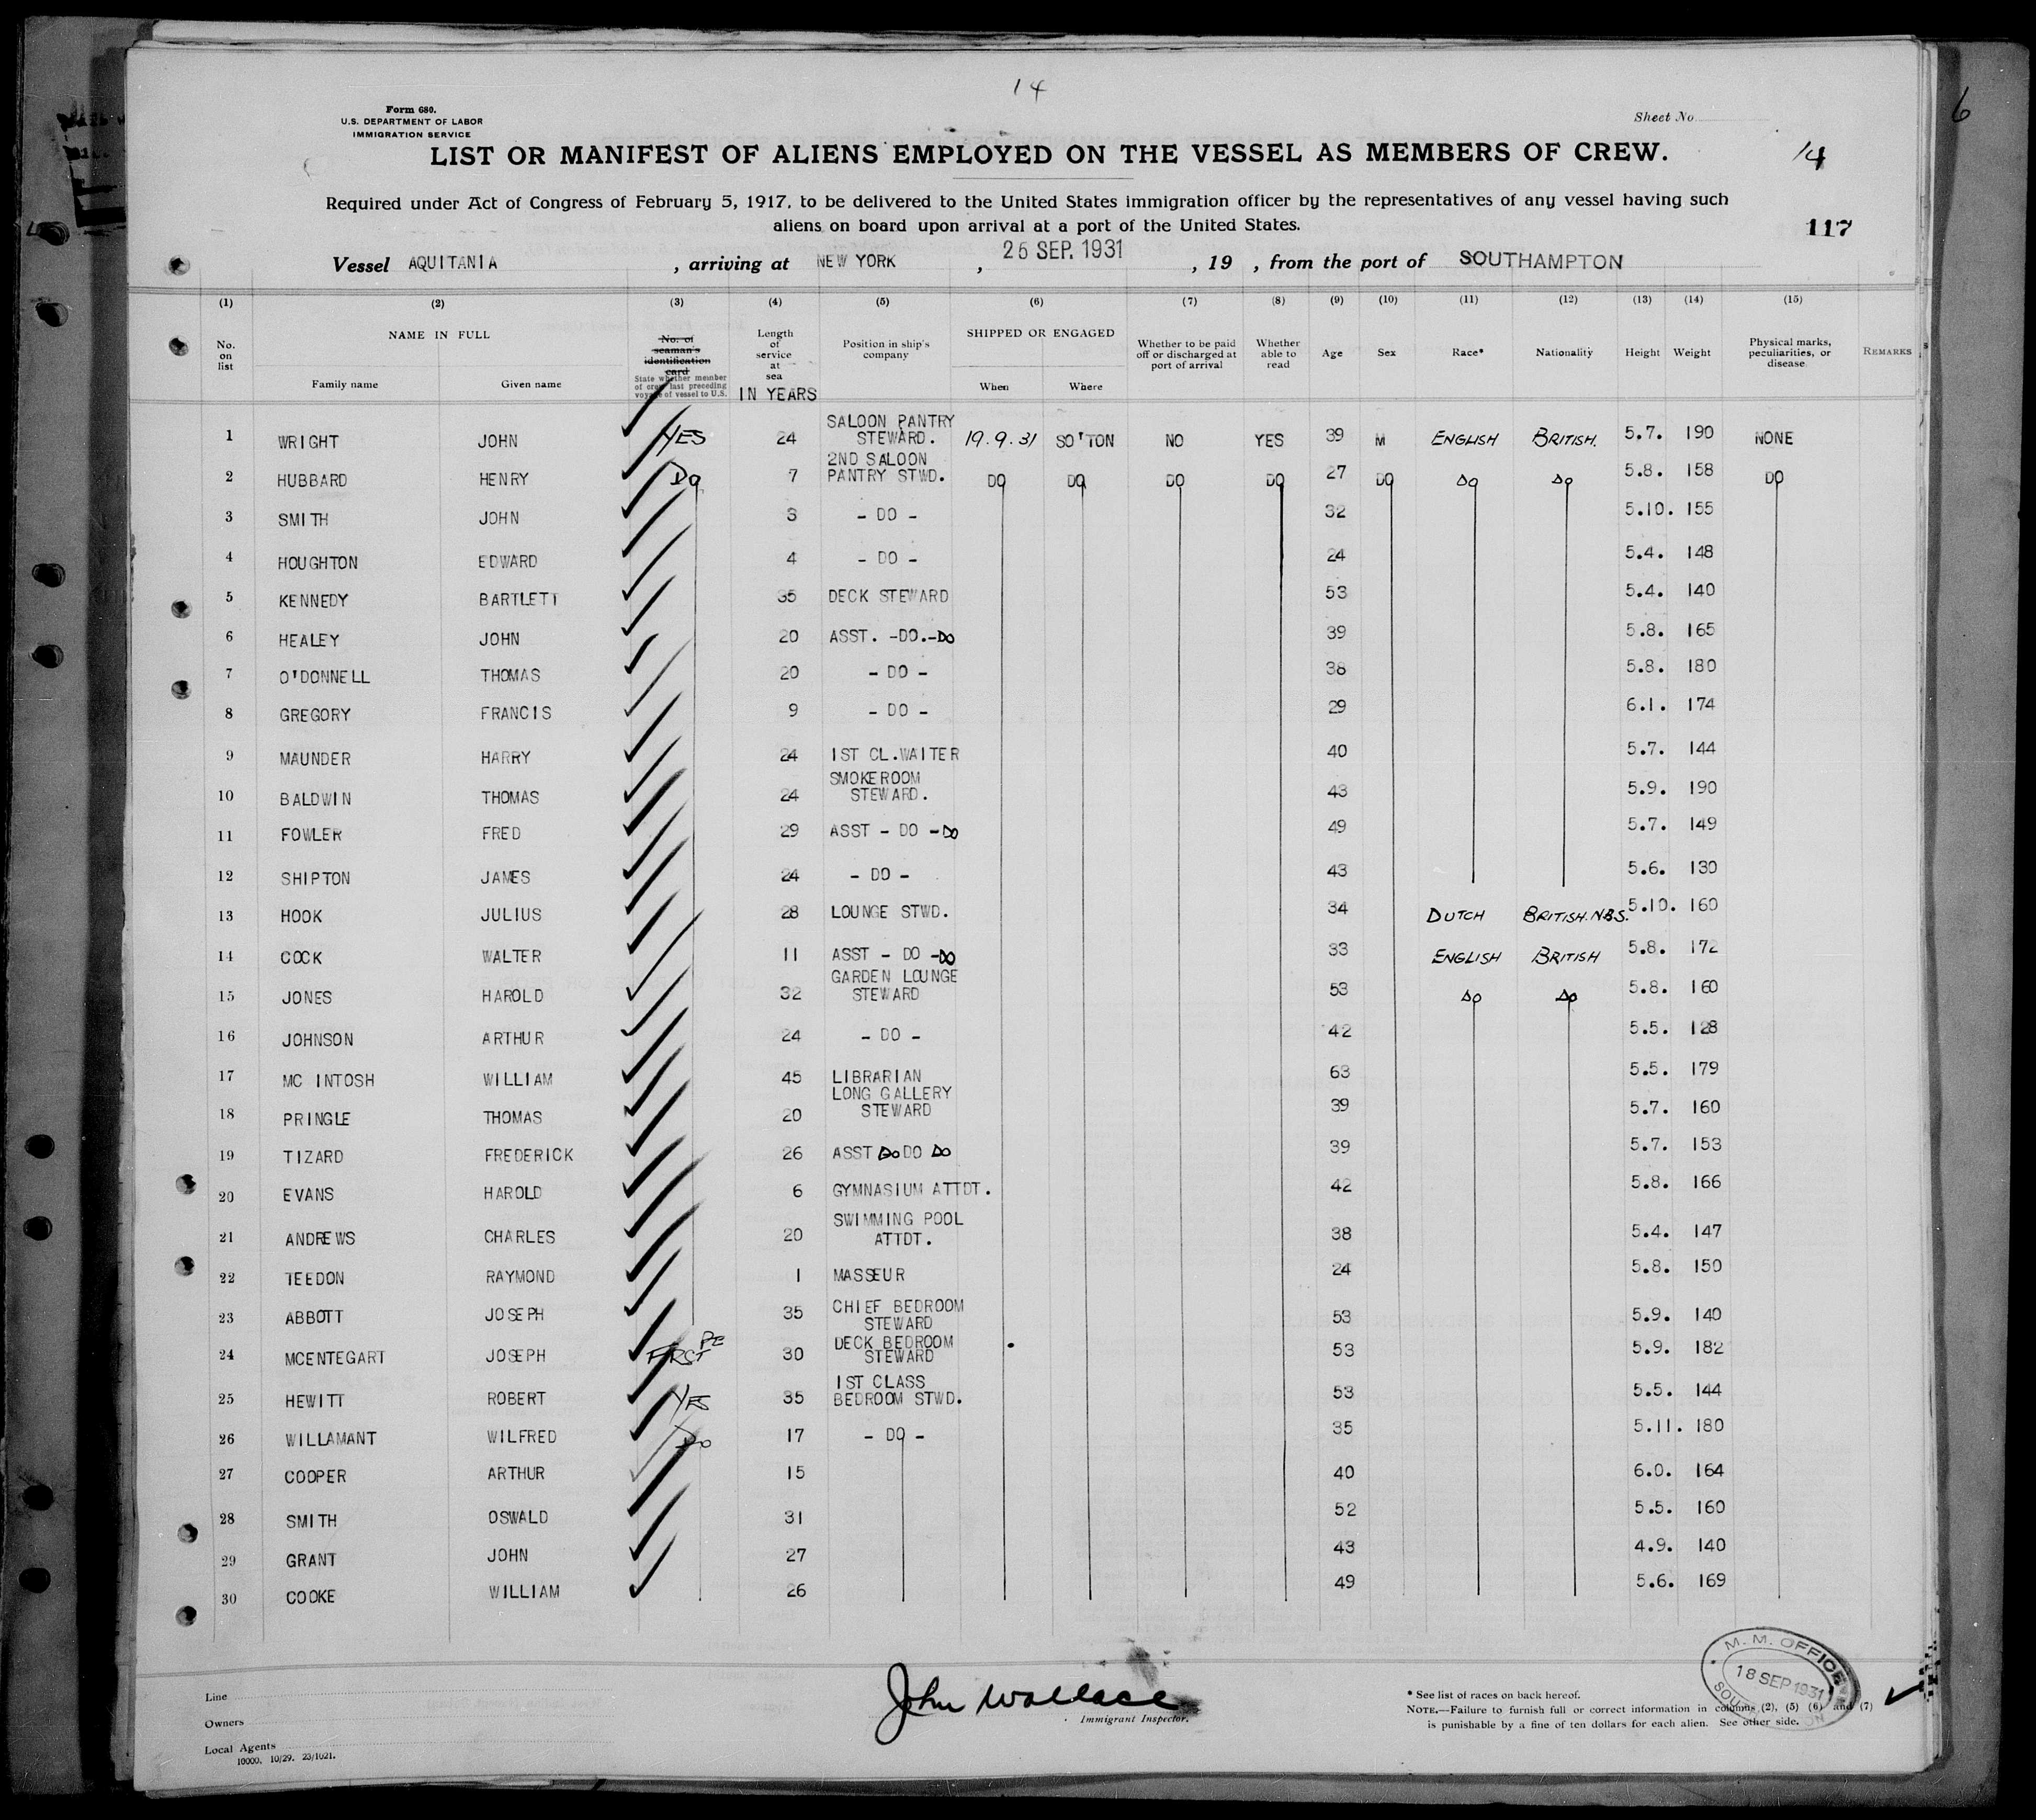 14
6
Form 680.
U.S. DEPARTMENT OF LABOR
IMMIGRATION SERVICE
Sheet No.
LIST OR MANIFEST OF ALIENS EMPLOYED ON THE VESSEL AS MEMBERS OF CREW.
14
Required under Act of Congress of February 5, 1917, to be delivered to the United States immigration officer by the representatives of any vessel having such
aliens on board upon arrival at a port of the United States.
117
Vessel AQUITANIA , arriving at NEW YORK , 26 SEP. 1931 , 19 , from the port of SOUTHAMPTON
(1) (2) (3) (4) (5) (6) (7) (8) (9) (10) (11) (12) (13) (14) (15)
No. on list
NAME IN FULL
Family name Given name
No. of seaman's identification card
State whether member of crew last preceding voyage of vessel to U.S.
Length of service at sea
IN YEARS
Position in ship's company
SHIPPED OR ENGAGED
When Where
Whether to be paid off or discharged at port of arrival
Whether able to read
Age Sex Race* Nationality Height Weight
Physical marks, peculiarities, or disease
REMARKS
1 WRIGHT JOHN YES 24 SALOON PANTRY STEWARD. 19.9.31 SO'TON NO YES 39 M ENGLISH BRITISH. 5.7. 190 NONE
2 HUBBARD HENRY DO 7 2ND SALOON PANTRY STWD. DO DO DO DO 27 DO DO DO 5.8. 158 DO
3 SMITH JOHN 3 - DO - 32 5.10. 155
4 HOUGHTON EDWARD 4 - DO - 24 5.4. 148
5 KENNEDY BARTLETT 35 DECK STEWARD 53 5.4. 140
6 HEALEY JOHN 20 ASST. -DO.-DO 39 5.8. 165
7 O'DONNELL THOMAS 20 - DO - 38 5.8. 180
8 GREGORY FRANCIS 9 - DO - 29 6.1. 174
9 MAUNDER HARRY 24 1ST CL.WAITER 40 5.7. 144
10 BALDWIN THOMAS 24 SMOKEROOM STEWARD. 43 5.9. 190
11 FOWLER FRED 29 ASST - DO -DO 49 5.7. 149
12 SHIPTON JAMES 24 - DO - 43 5.6. 130
13 HOOK JULIUS 28 LOUNGE STWD. 34 DUTCH BRITISH.N.B.S. 5.10. 160
14 COCK WALTER 11 ASST - DO -DO 33 ENGLISH BRITISH 5.8. 172
15 JONES HAROLD 32 GARDEN LOUNGE STEWARD 53 DO DO 5.8. 160
16 JOHNSON ARTHUR 24 - DO - 42 5.5. 128
17 MC INTOSH WILLIAM 45 LIBRARIAN 63 5.5. 179
18 PRINGLE THOMAS 20 LONG GALLERY STEWARD 39 5.7. 160
19 TIZARD FREDERICK 26 ASST DO DO DO 39 5.7. 153
20 EVANS HAROLD 6 GYMNASIUM ATTDT. 42 5.8. 166
21 ANDREWS CHARLES 20 SWIMMING POOL ATTDT. 38 5.4. 147
22 TEEDON RAYMOND 1 MASSEUR 24 5.8. 150
23 ABBOTT JOSEPH 35 CHIEF BEDROOM STEWARD 53 5.9. 140
24 MCENTEGART JOSEPH FIRST 30 DECK BEDROOM STEWARD 53 5.9. 182
25 HEWITT ROBERT YES 35 1ST CLASS BEDROOM STWD. 53 5.5. 144
26 WILLAMANT WILFRED DO 17 - DO - 35 5.11. 180
27 COOPER ARTHUR 15 40 6.0. 164
28 SMITH OSWALD 31 52 5.5. 160
29 GRANT JOHN 27 43 4.9. 140
30 COOKE WILLIAM 26 49 5.6. 169
Line
Owners
Local Agents
10000. 10/29. 23/1021.
John Wallace
Immigrant Inspector.
* See list of races on back hereof.
NOTE.—Failure to furnish full or correct information in columns (2), (5) (6) and (7)
is punishable by a fine of ten dollars for each alien. See other side.
M. M. OFFICE
18 SEP 1931